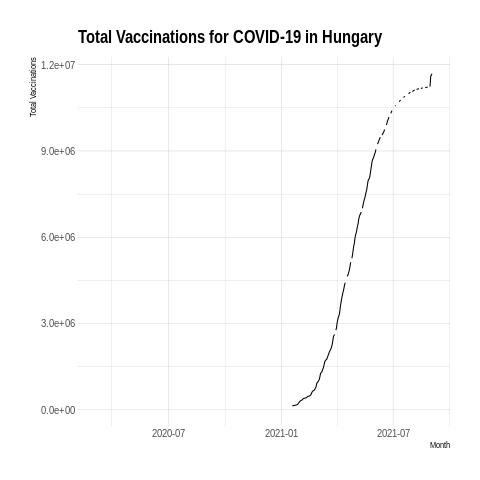 Total Vaccinations for COVID-19 in Hungary
Total Vaccinations
1.2e+07
9.0e+06
6.0e+06
3.0e+06
0.0e+00
2020-07 2021-01 2021-07
Month